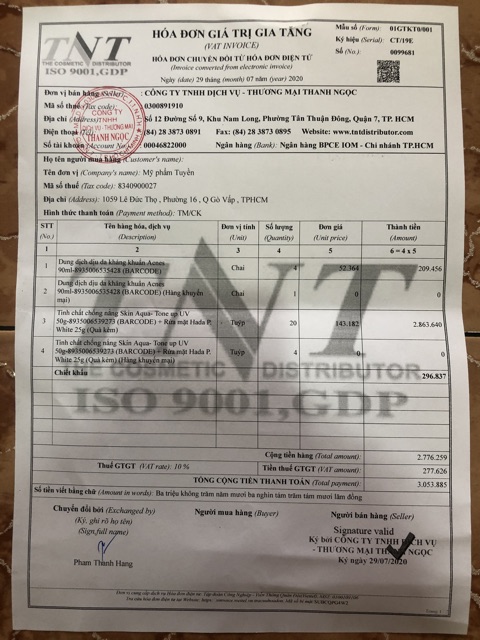 TNT
THE COSMETIC DISTRIBUTOR
ISO 9001,GDP
HÓA ĐƠN GIÁ TRỊ GIA TĂNG
(VAT INVOICE)
HÓA ĐƠN CHUYỂN ĐỔI TỪ HÓA ĐƠN ĐIỆN TỬ
(Invoice converted from electronic invoice)
Ngày (date) 29 tháng (month) 07 năm (year) 2020
Mẫu số (Form): 01GTKT0/001
Ký hiệu (Serial): CT/19E
Số (No.): 0099681
Đơn vị bán hàng (Seller) : CÔNG TY TNHH DỊCH VỤ - THƯƠNG MẠI THANH NGỌC
Mã số thuế (Tax code): 0300891910
Địa chỉ (Address): Số 12 Đường Số 9, Khu Nam Long, Phường Tân Thuận Đông, Quận 7, TP. HCM
Điện thoại (84) 28 3873 0891 Fax: (84) 28 3873 0895 Website: www.tntdistributor.com
Số tài khoản (Account No.) 00046822000 Ngân hàng (Bank): Ngân hàng BPCE IOM - Chi nhánh TP.HCM
CÔNG TY
TNHH
DỊCH VỤ - THƯƠNG MẠI
THANH NGỌC
Họ tên người mua hàng (Customer's name):
Tên đơn vị (Company's name): Mỹ phẩm Tuyền
Mã số thuế (Tax code): 8340900027
Địa chỉ (Address): 1059 Lê Đức Thọ , Phường 16 , Q Gò Vấp , TPHCM
Hình thức thanh toán (Payment method): TM/CK
STT (No.) Tên hàng hóa, dịch vụ (Description) Đơn vị tính (Unit) Số lượng (Quantity) Đơn giá (Unit price) Thành tiền (Amount)
1 2 3 4 5 6 = 4 x 5
1 Dung dịch dịu da kháng khuẩn Acnes
90ml-8935006535428 (BARCODE) Chai 4 52.364 209.456
2 Dung dịch dịu da kháng khuẩn Acnes
90ml-8935006535428 (BARCODE) (Hàng khuyến
mại) Chai 1 0 0
3 Tinh chất chống nắng Skin Aqua- Tone up UV
50g-8935006539273 (BARCODE) + Rửa mặt Hada P.
White 25g (Quà kèm) Tuýp 20 143.182 2.863.640
4 Tinh chất chống nắng Skin Aqua- Tone up UV
50g-8935006539273 (BARCODE) + Rửa mặt Hada P.
White 25g (Quà kèm) (Hàng khuyến mại) Tuýp 4 0 0
Chiết khấu 296.837
TNT
THE COSMETIC DISTRIBUTOR
ISO 9001,GDP
Cộng tiền hàng (Total amount): 2.776.259
Thuế GTGT (VAT rate): 10 % Tiền thuế GTGT (VAT amount): 277.626
TỔNG CỘNG TIỀN THANH TOÁN (Total payment): 3.053.885
Số tiền viết bằng chữ (Amount in words): Ba triệu không trăm năm mươi ba nghìn tám trăm tám mươi lăm đồng
Chuyển đổi bởi (Exchanged by) Người mua hàng (Buyer) Người bán hàng (Seller)
(Ký, ghi rõ họ tên)
(Sign,full name)
Signature valid
Ký bởi CÔNG TY TNHH DỊCH VỤ
- THƯƠNG MẠI THANH NGỌC
Ký ngày 29/07/2020
Phạm Thanh Hang